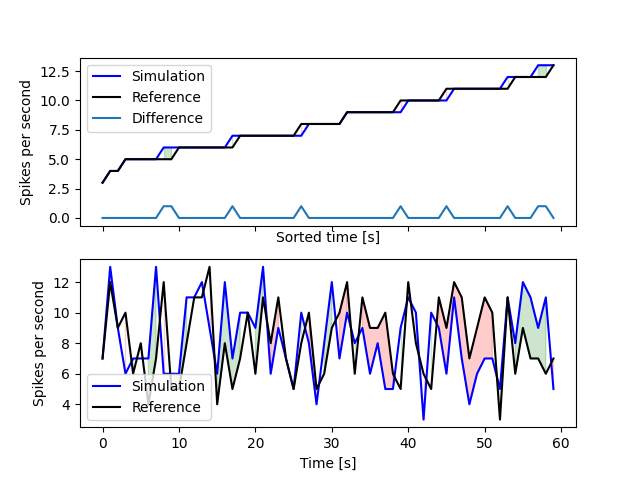 Spikes per second
12.5
10.0
7.5
5.0
2.5
0.0
Simulation
Reference
Difference
Sorted time [s]
Spikes per second
12
10
8
6
4
Simulation
Reference
0 10 20 30 40 50 60
Time [s]